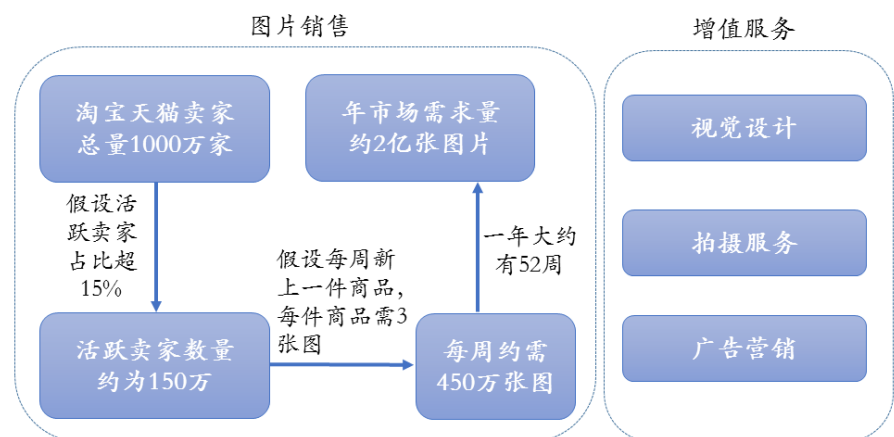 图片销售
淘宝天猫卖家
总量1000万家
假设活
跃卖家
占比超
15%
活跃卖家数量
约为150万
假设每周新
上一件商品，
每件商品需3
张图
每周约需
450万张图
一年大约
有52周
年市场需求量
约2亿张图片
增值服务
视觉设计
拍摄服务
广告营销